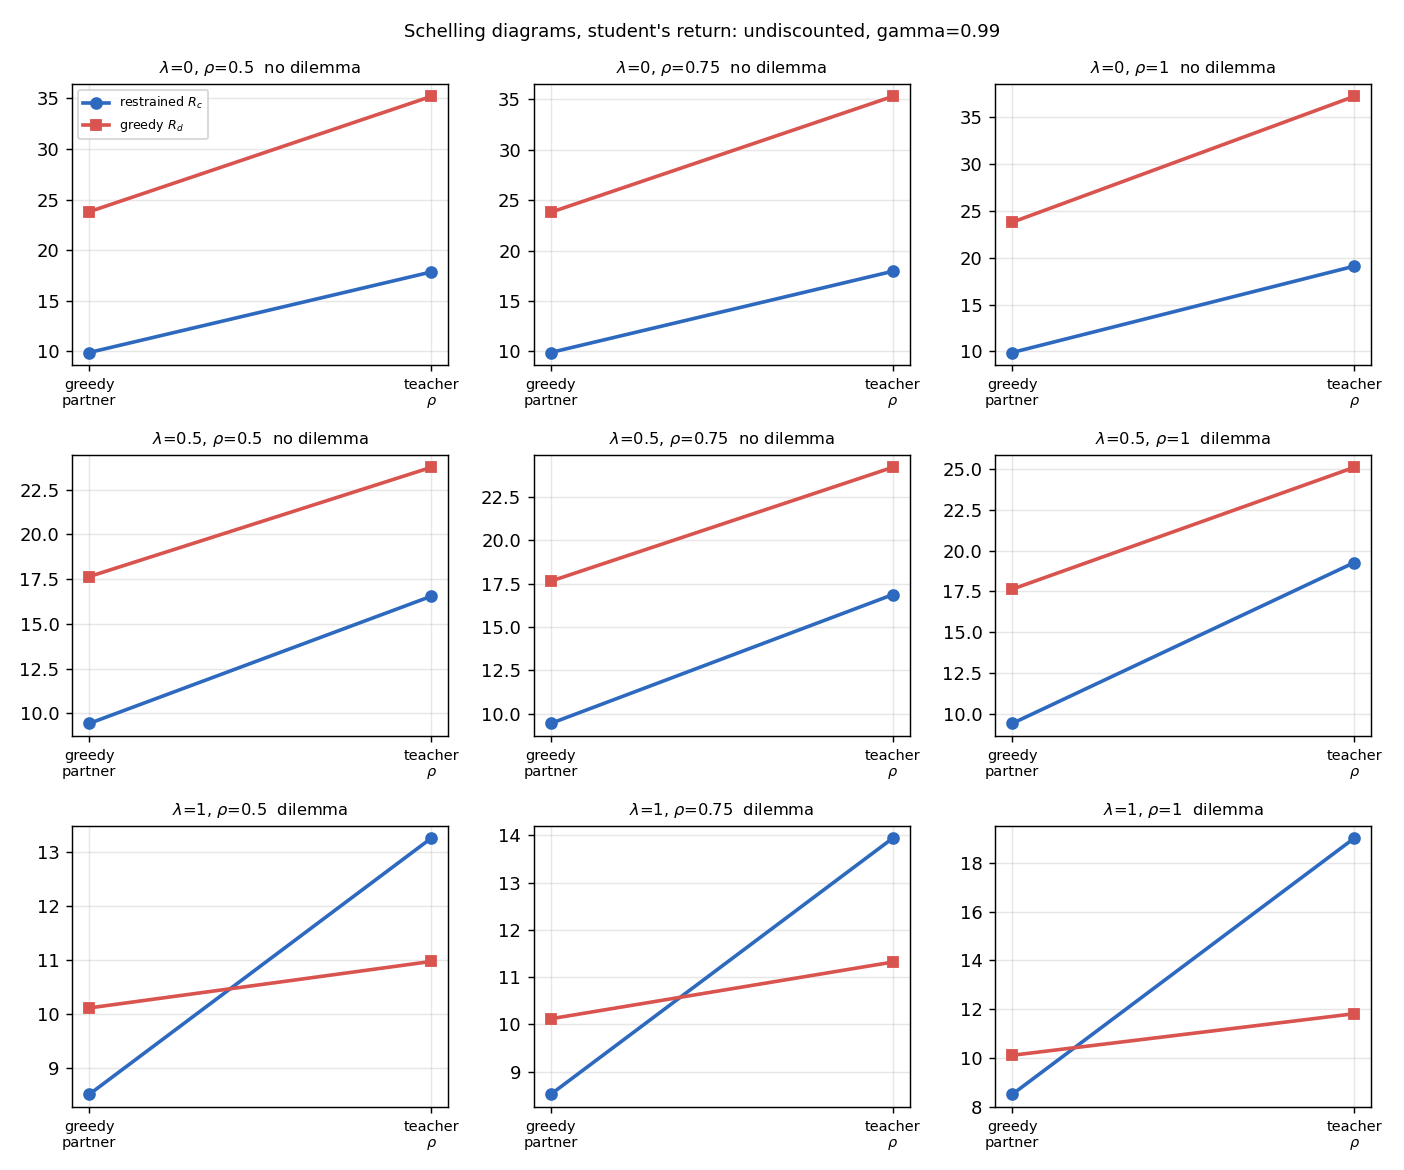 Schelling diagrams, student's return: undiscounted, gamma=0.99
λ=0, ρ=0.5  no dilemma
35
30
25
20
15
10
restrained R_c
greedy R_d
greedy
partner
teacher
ρ
λ=0, ρ=0.75  no dilemma
35
30
25
20
15
10
greedy
partner
teacher
ρ
λ=0, ρ=1  no dilemma
35
30
25
20
15
10
greedy
partner
teacher
ρ
λ=0.5, ρ=0.5  no dilemma
22.5
20.0
17.5
15.0
12.5
10.0
greedy
partner
teacher
ρ
λ=0.5, ρ=0.75  no dilemma
22.5
20.0
17.5
15.0
12.5
10.0
greedy
partner
teacher
ρ
λ=0.5, ρ=1  dilemma
25.0
22.5
20.0
17.5
15.0
12.5
10.0
greedy
partner
teacher
ρ
λ=1, ρ=0.5  dilemma
13
12
11
10
9
greedy
partner
teacher
ρ
λ=1, ρ=0.75  dilemma
14
13
12
11
10
9
greedy
partner
teacher
ρ
λ=1, ρ=1  dilemma
18
16
14
12
10
8
greedy
partner
teacher
ρ